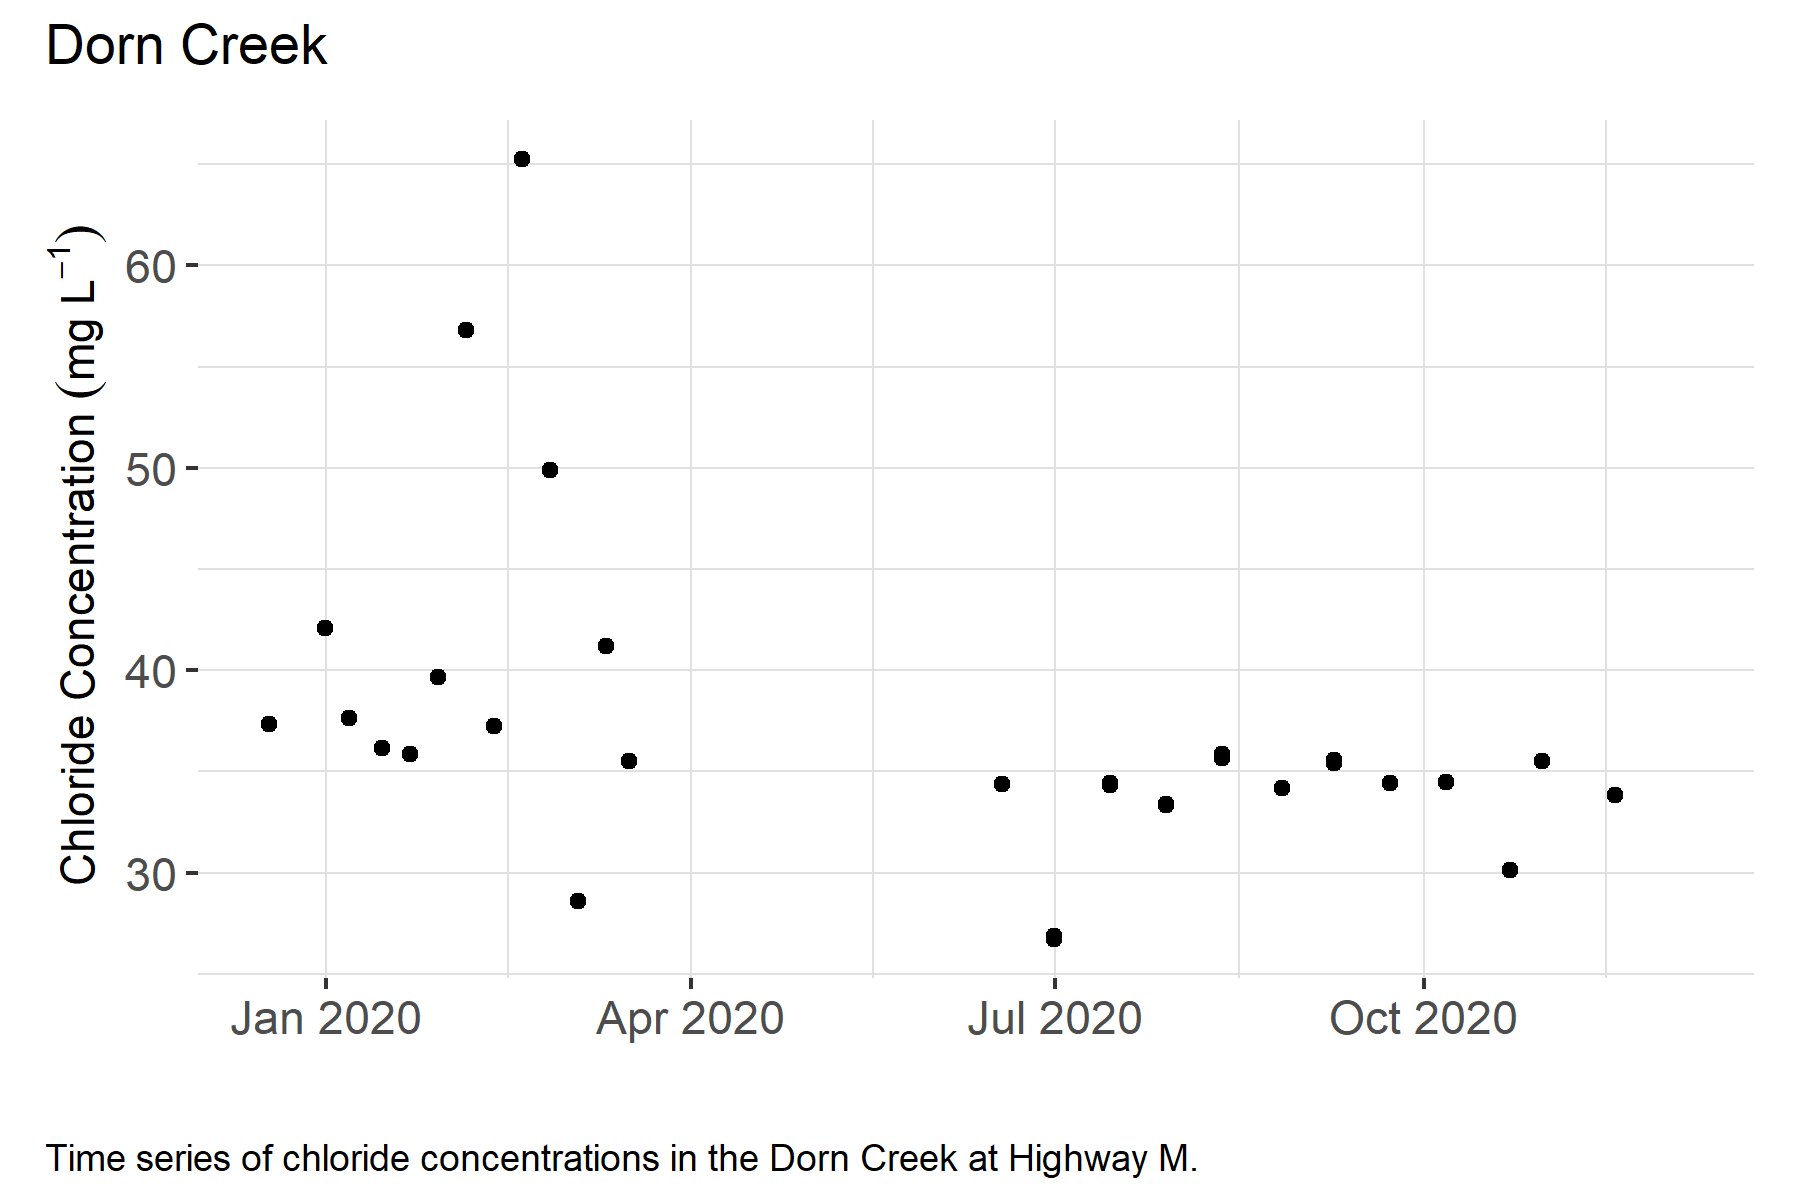 Dorn Creek
Chloride Concentration (mg L⁻¹)
60
50
40
30
Jan 2020
Apr 2020
Jul 2020
Oct 2020
Time series of chloride concentrations in the Dorn Creek at Highway M.